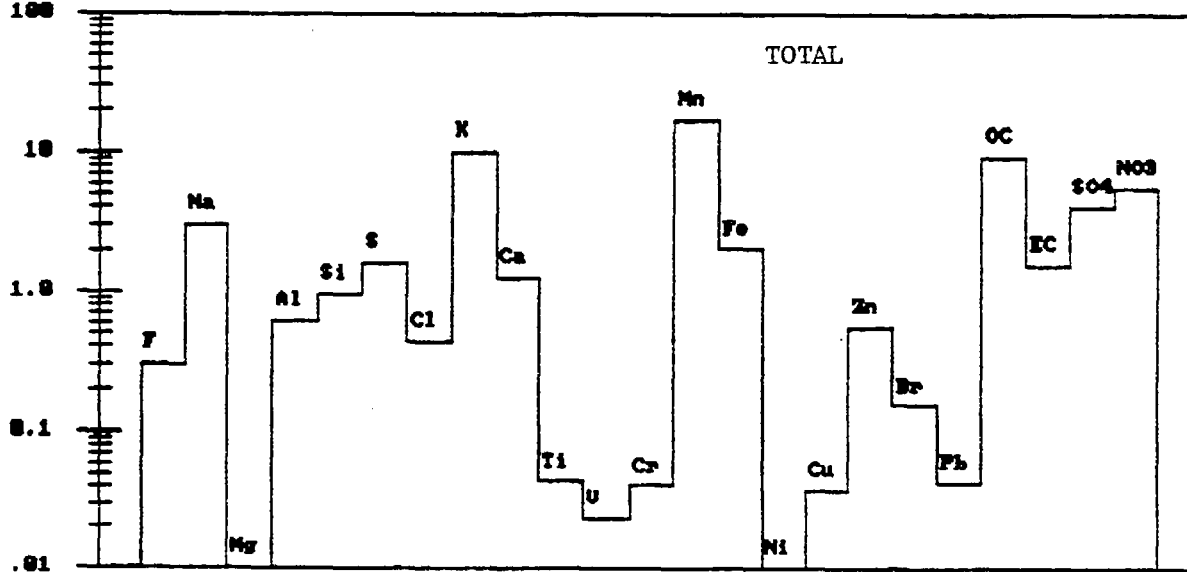 100
TOTAL
Mn
K
OC
10
NO3
SO4
Na
Fe
S
EC
Ca
Si
1.0
Al
Zn
Cl
F
Br
0.1
Ti
Cr
Cu
Pb
U
Mg
Ni
.01